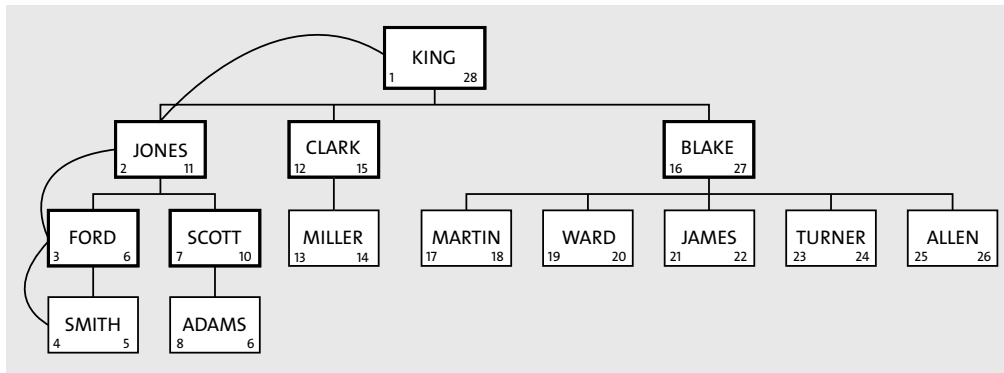 KING
1 28
JONES
2 11
CLARK
12 15
BLAKE
16 27
FORD
3 6
SCOTT
7 10
MILLER
13 14
MARTIN
17 18
WARD
19 20
JAMES
21 22
TURNER
23 24
ALLEN
25 26
SMITH
4 5
ADAMS
8 6